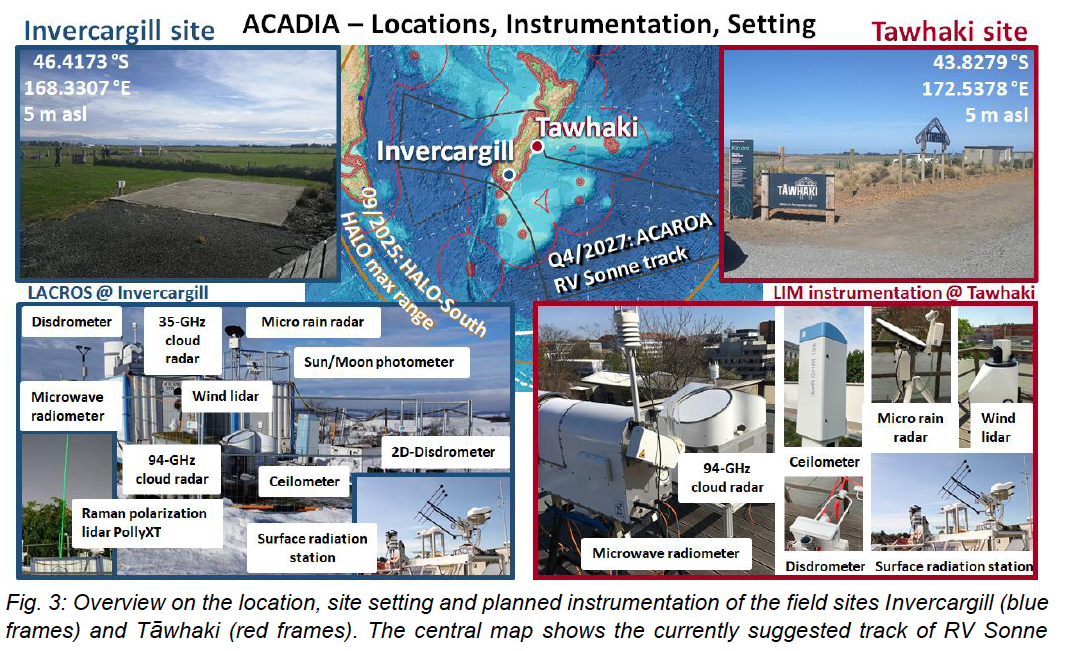 ACADIA – Locations, Instrumentation, Setting
Invercargill site
46.4173 °S
168.3307 °E
5 m asl
Tawhaki site
43.8279 °S
172.5378 °E
5 m asl
Tawhaki
Invercargill
09/2025: HALO-South
HALO max range
Q4/2027: ACAROA
RV Sonne track
TĀWHAKI
LACROS @ Invercargill
Disdrometer
35-GHz
cloud
radar
Micro rain radar
Sun/Moon photometer
Microwave
radiometer
Wind lidar
94-GHz
cloud radar
2D-Disdrometer
Ceilometer
Raman polarization
lidar PollyXT
Surface radiation
station
LIM instrumentation @ Tawhaki
94-GHz
cloud radar
Microwave radiometer
Ceilometer
Micro rain
radar
Wind
lidar
Disdrometer
Surface radiation station
Fig. 3: Overview on the location, site setting and planned instrumentation of the field sites Invercargill (blue
frames) and Tāwhaki (red frames). The central map shows the currently suggested track of RV Sonne